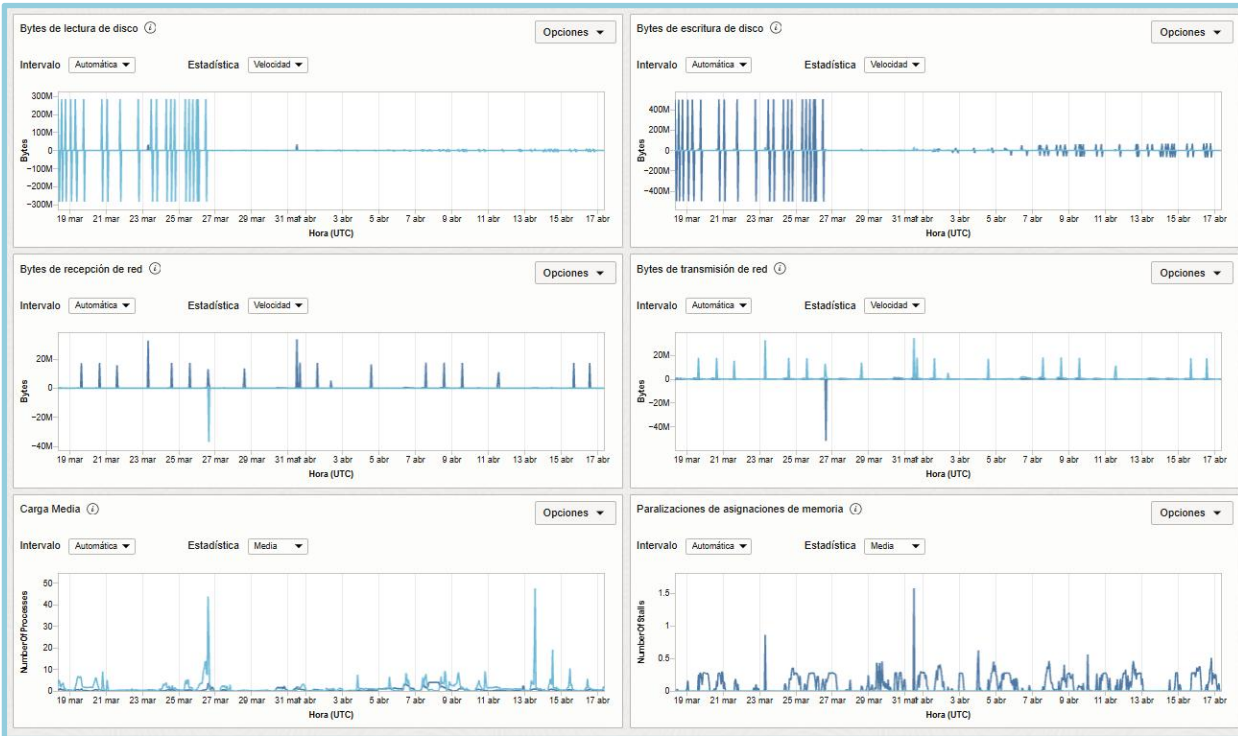 Bytes de lectura de disco i
Opciones
Intervalo Automática Estadística Velocidad
300M
200M
100M
0
−100M
−200M
−300M
Bytes
19 mar 21 mar 23 mar 25 mar 27 mar 29 mar 31 mar 1 abr 3 abr 5 abr 7 abr 9 abr 11 abr 13 abr 15 abr 17 abr
Hora (UTC)
Bytes de escritura de disco i
Opciones
Intervalo Automática Estadística Velocidad
400M
200M
0
−200M
−400M
Bytes
19 mar 21 mar 23 mar 25 mar 27 mar 29 mar 31 mar 1 abr 3 abr 5 abr 7 abr 9 abr 11 abr 13 abr 15 abr 17 abr
Hora (UTC)
Bytes de recepción de red i
Opciones
Intervalo Automática Estadística Velocidad
20M
0
−20M
−40M
Bytes
19 mar 21 mar 23 mar 25 mar 27 mar 29 mar 31 mar 1 abr 3 abr 5 abr 7 abr 9 abr 11 abr 13 abr 15 abr 17 abr
Hora (UTC)
Bytes de transmisión de red i
Opciones
Intervalo Automática Estadística Velocidad
20M
0
−20M
−40M
Bytes
19 mar 21 mar 23 mar 25 mar 27 mar 29 mar 31 mar 1 abr 3 abr 5 abr 7 abr 9 abr 11 abr 13 abr 15 abr 17 abr
Hora (UTC)
Carga Media i
Opciones
Intervalo Automática Estadística Media
50
40
30
20
10
0
NumberOfProcesses
19 mar 21 mar 23 mar 25 mar 27 mar 29 mar 31 mar 1 abr 3 abr 5 abr 7 abr 9 abr 11 abr 13 abr 15 abr 17 abr
Hora (UTC)
Paralizaciones de asignaciones de memoria i
Opciones
Intervalo Automática Estadística Media
1.5
1
0.5
0
NumberOfStalls
19 mar 21 mar 23 mar 25 mar 27 mar 29 mar 31 mar 1 abr 3 abr 5 abr 7 abr 9 abr 11 abr 13 abr 15 abr 17 abr
Hora (UTC)